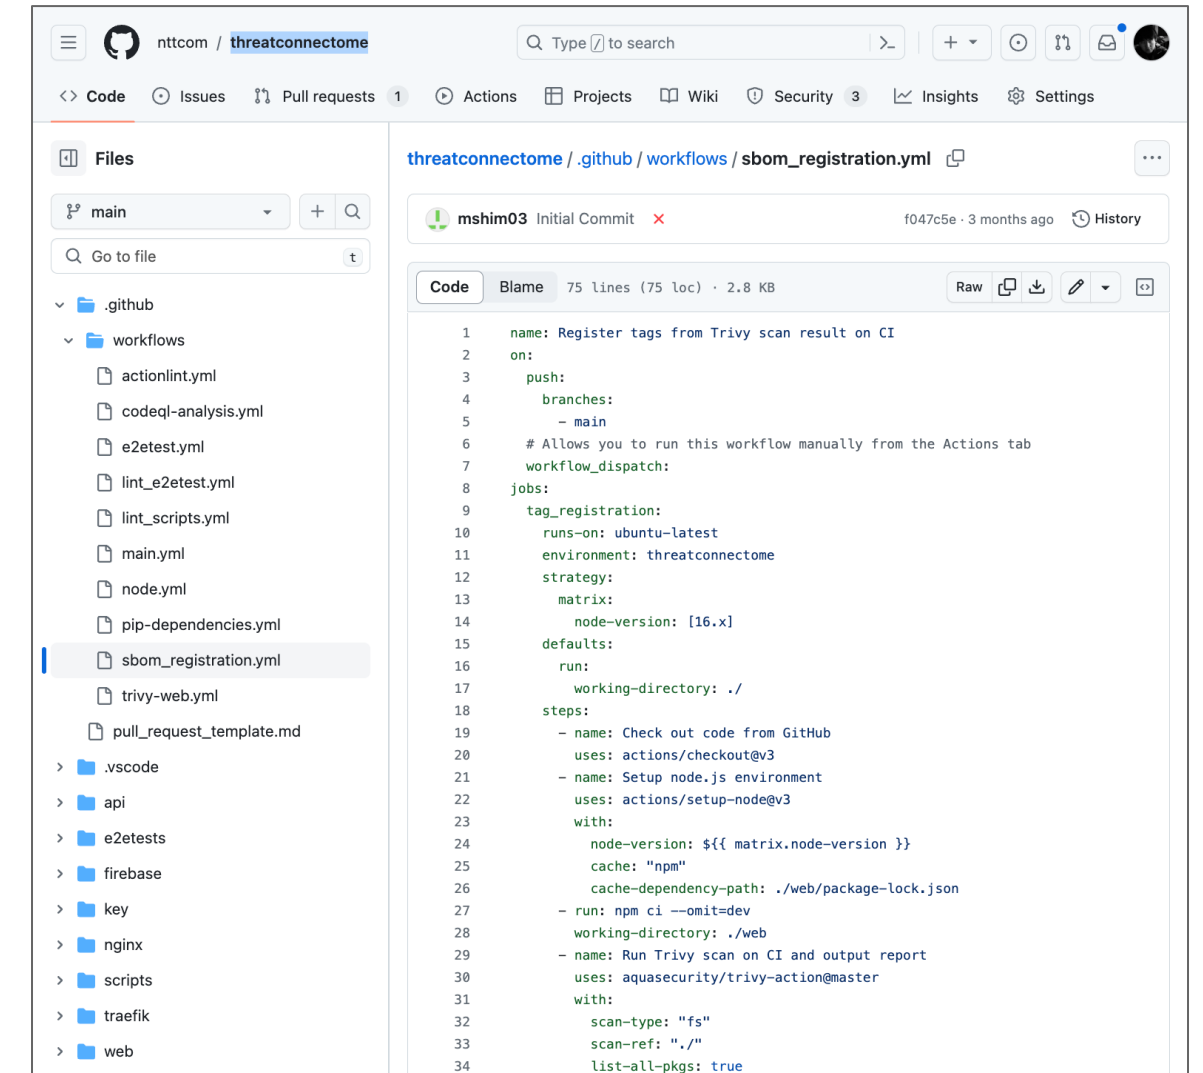 nttcom / threatconnectome
Type / to search
Code
Issues
Pull requests 1
Actions
Projects
Wiki
Security 3
Insights
Settings
Files
main
Go to file
t
.github
workflows
actionlint.yml
codeql-analysis.yml
e2etest.yml
lint_e2etest.yml
lint_scripts.yml
main.yml
node.yml
pip-dependencies.yml
sbom_registration.yml
trivy-web.yml
pull_request_template.md
.vscode
api
e2etests
firebase
key
nginx
scripts
traefik
web
threatconnectome / .github / workflows / sbom_registration.yml
mshim03 Initial Commit
f047c5e · 3 months ago
History
Code Blame 75 lines (75 loc) · 2.8 KB
Raw
1 name: Register tags from Trivy scan result on CI
2 on:
3 push:
4 branches:
5 - main
6 # Allows you to run this workflow manually from the Actions tab
7 workflow_dispatch:
8 jobs:
9 tag_registration:
10 runs-on: ubuntu-latest
11 environment: threatconnectome
12 strategy:
13 matrix:
14 node-version: [16.x]
15 defaults:
16 run:
17 working-directory: ./
18 steps:
19 - name: Check out code from GitHub
20 uses: actions/checkout@v3
21 - name: Setup node.js environment
22 uses: actions/setup-node@v3
23 with:
24 node-version: ${{ matrix.node-version }}
25 cache: "npm"
26 cache-dependency-path: ./web/package-lock.json
27 - run: npm ci --omit=dev
28 working-directory: ./web
29 - name: Run Trivy scan on CI and output report
30 uses: aquasecurity/trivy-action@master
31 with:
32 scan-type: "fs"
33 scan-ref: "./"
34 list-all-pkgs: true